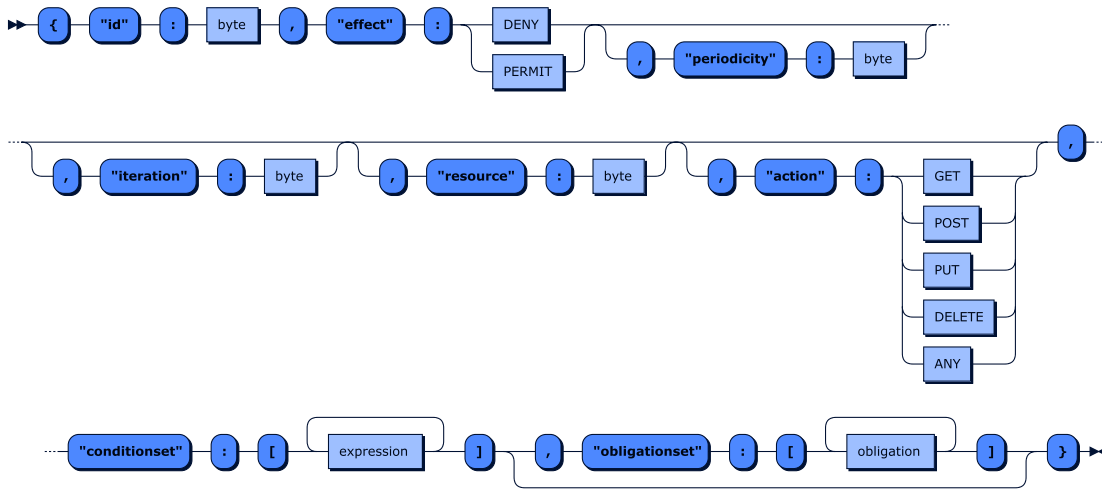 { "id" : byte , "effect" : DENY
PERMIT
, "periodicity" : byte
,
, "iteration" : byte , "resource" : byte , "action" : GET
POST
PUT
DELETE
ANY
"conditionset" : [ expression ] , "obligationset" : [ obligation ] }